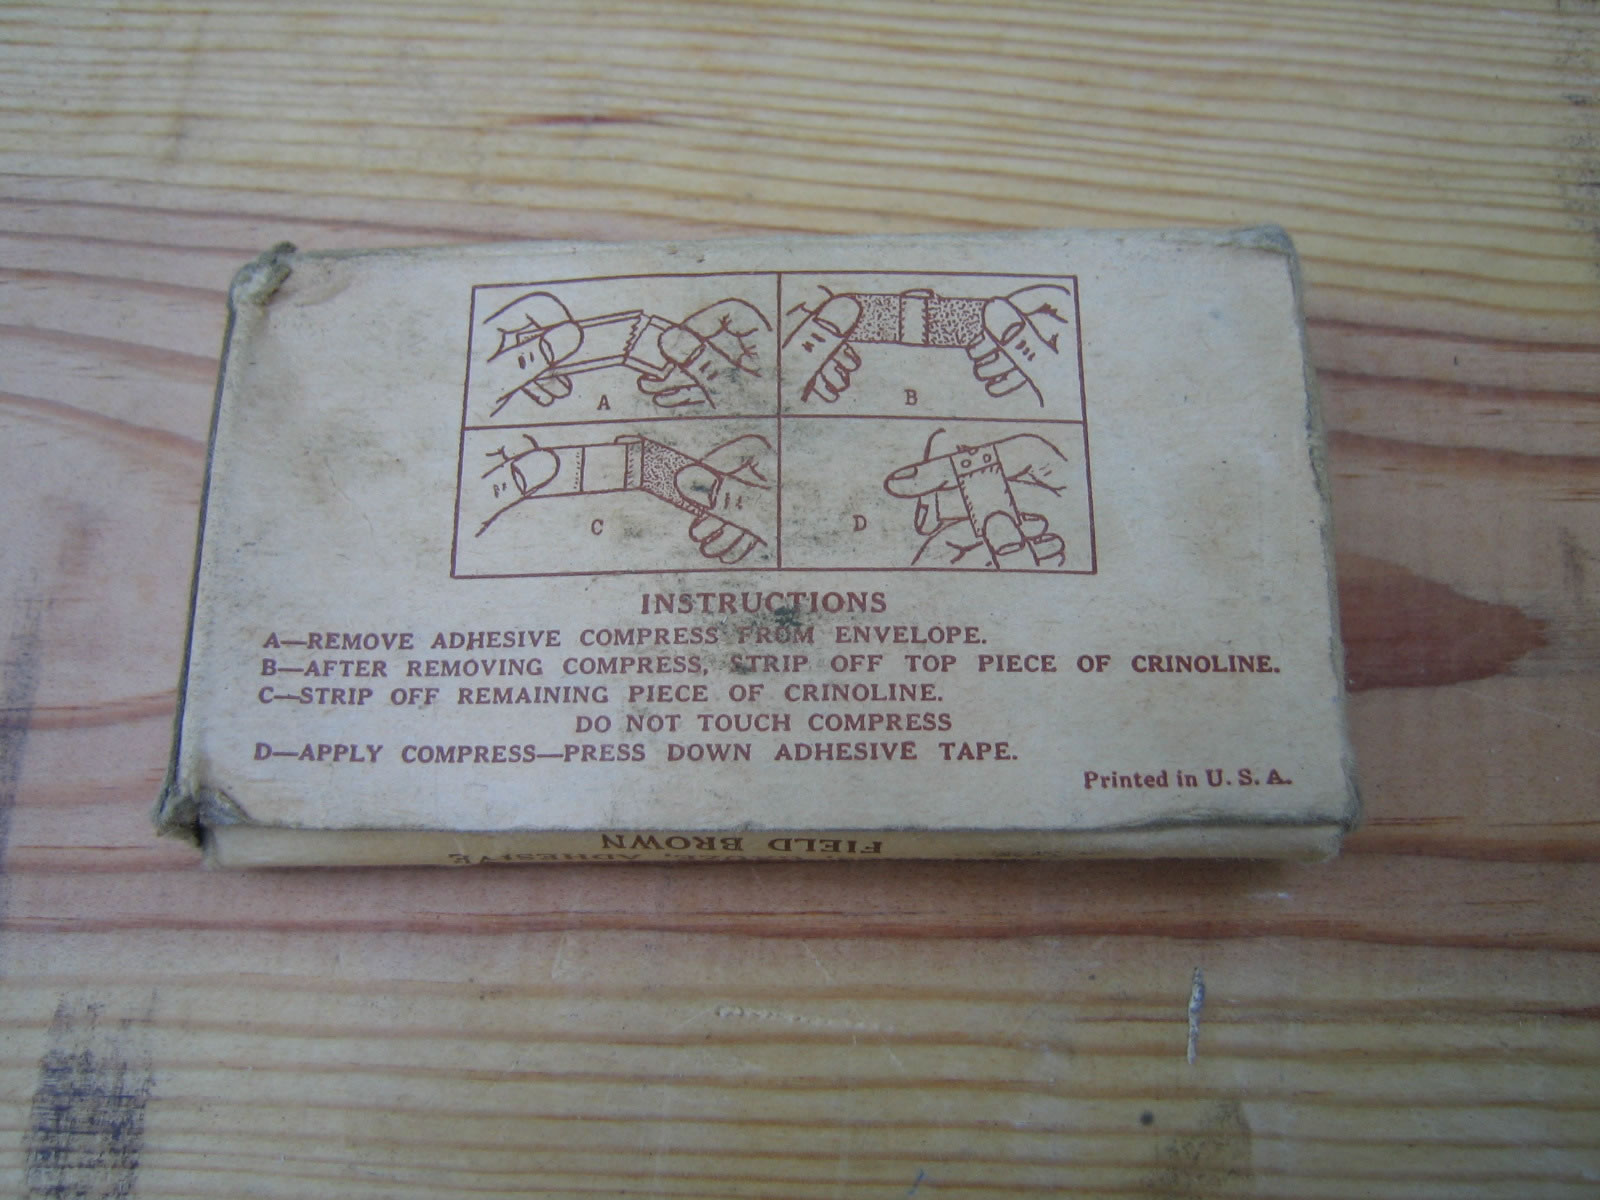 A
B
C
D
INSTRUCTIONS
A—REMOVE ADHESIVE COMPRESS FROM ENVELOPE.
B—AFTER REMOVING COMPRESS, STRIP OFF TOP PIECE OF CRINOLINE.
C—STRIP OFF REMAINING PIECE OF CRINOLINE.
DO NOT TOUCH COMPRESS
D—APPLY COMPRESS—PRESS DOWN ADHESIVE TAPE.
Printed in U. S. A.
FIELD BROWN
ADHESIVE